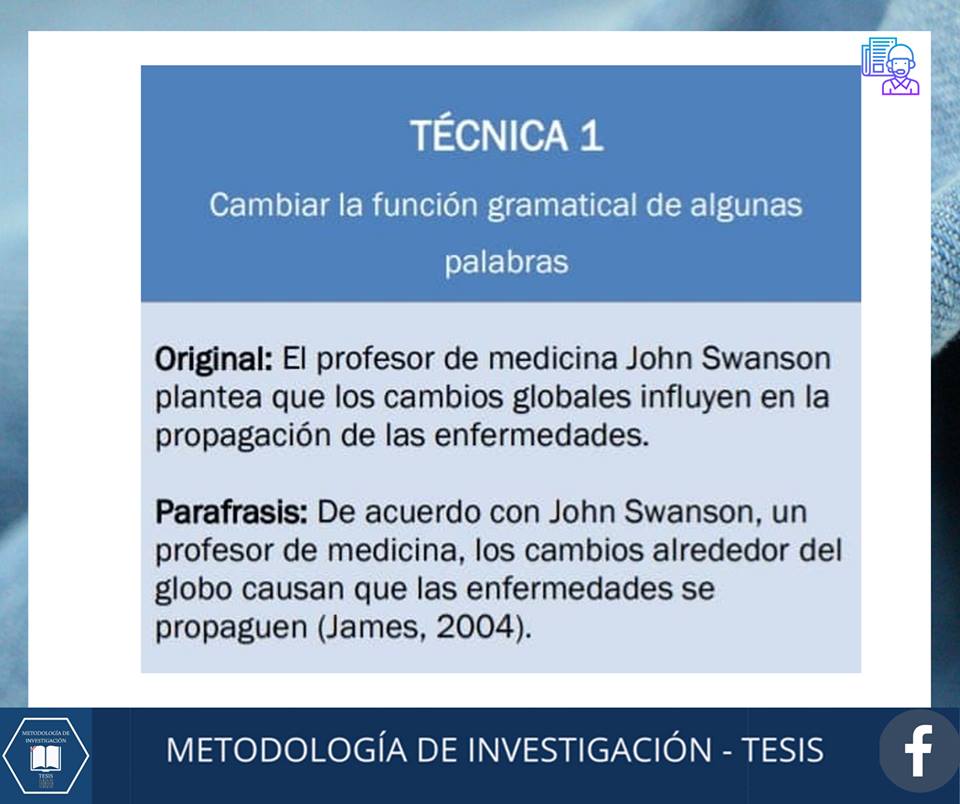 TÉCNICA 1
Cambiar la función gramatical de algunas
palabras
Original: El profesor de medicina John Swanson
plantea que los cambios globales influyen en la
propagación de las enfermedades.
Parafrasis: De acuerdo con John Swanson, un
profesor de medicina, los cambios alrededor del
globo causan que las enfermedades se
propaguen (James, 2004).
METODOLOGÍA DE
INVESTIGACIÓN
TESIS
METODOLOGÍA DE INVESTIGACIÓN - TESIS
f